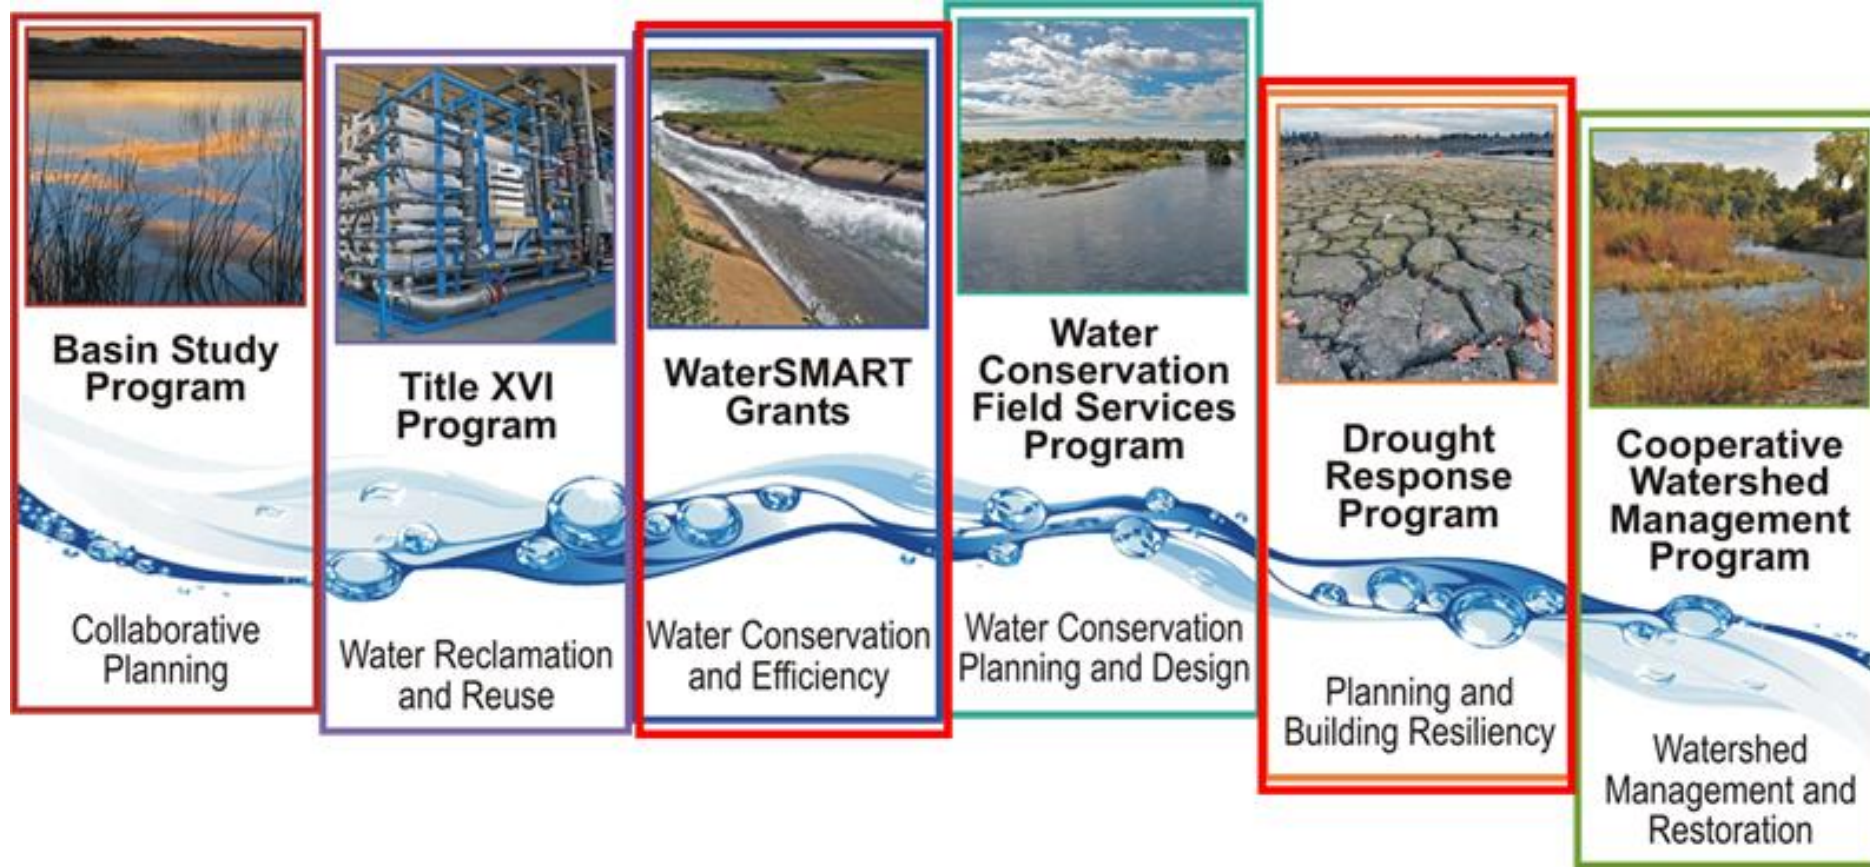 Basin Study
Program
Collaborative
Planning
Title XVI
Program
Water Reclamation
and Reuse
WaterSMART
Grants
Water Conservation
and Efficiency
Water
Conservation
Field Services
Program
Water Conservation
Planning and Design
Drought
Response
Program
Planning and
Building Resiliency
Cooperative
Watershed
Management
Program
Watershed
Management and
Restoration